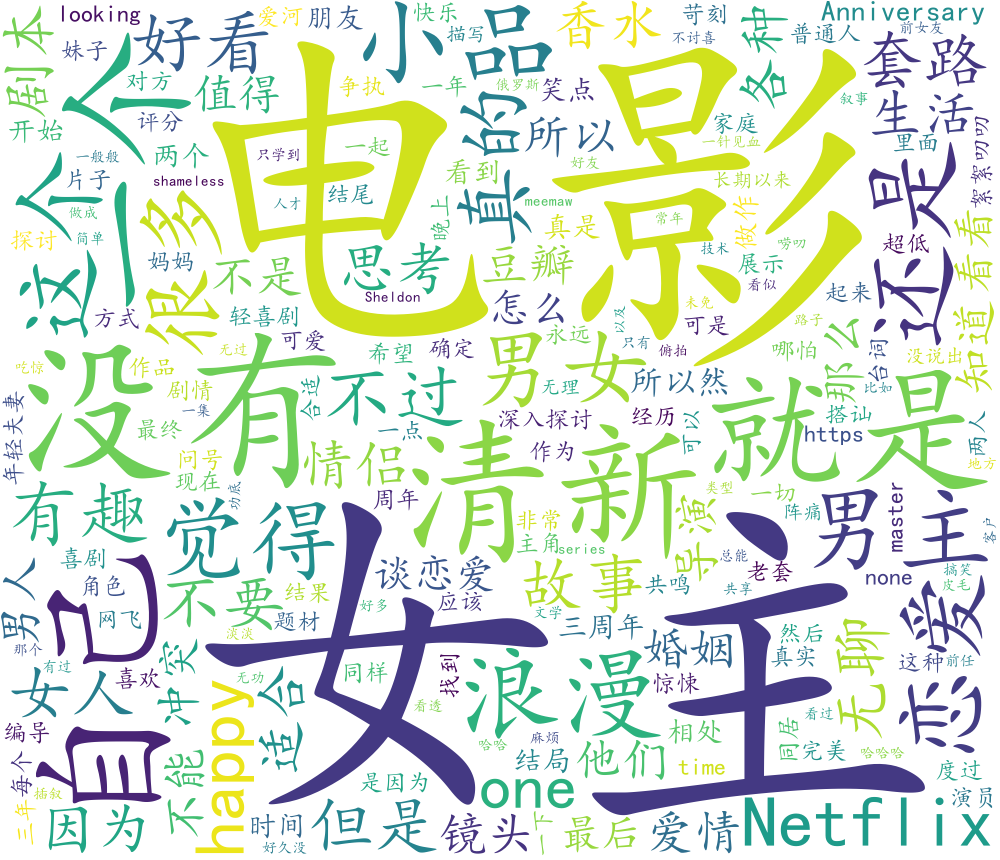 looking
妹子
爱河
朋友
快乐
描写
香水
苛刻
不讨喜
Anniversary
普通人
前女友
剧本
一个
好看
小品
各种
套路
对方
值得
争执
一年
俄罗斯
笑点
叙事
生活
开始
评分
电影
的
所以
家庭
一针见血
里面
絮絮叨叨
一般般
两个
只学到
一起
看到
好友
长期以来
还是
片子
shameless
人才
结尾
真
meemaw
常年
做作
看看
这个
做成
很多
晚上
真是
技术
唠叨
展示
超低
探讨
简单
妈妈
不是
思考
豆瓣
看似
知道
方式
Sheldon
怎么
未免
起来
轻喜剧
以及
可是
路子
那么
台词
没说出
吃惊
作品
无过
可爱
希望
确定
永远
只有
俯拍
哪怕
没有
剧情
合适
不过
男女
无理
所以然
比如
年轻夫妻
一集
搭讪
就是
最终
一点
深入探讨
经历
可以
https
两人
问号
情侣
清新
作为
地方
有趣
现在
功底
周年
类型
一切
觉得
非常
导演
阵痛
男主
master
客户
喜剧
主角
series
总能
老套
搞笑
男人
角色
不要
结果
谈恋爱
故事
共鸣
共享
none
皮毛
自己
网飞
好多
应该
文学
那个
题材
淡淡
三周年
婚姻
然后
恋爱
女人
有过
喜欢
冲突
适合
同样
女主
找到
浪漫
真实
无聊
这种
前任
无功
惊悚
编导
看透
哈哈
麻烦
相处
同居
看过
每个
happy
不能
是因为
结局
他们
time
完美
哈哈哈
度过
插叙
one
三年
因为
时间
但是
镜头
一下
最后
爱情
Netflix
演员
好久没